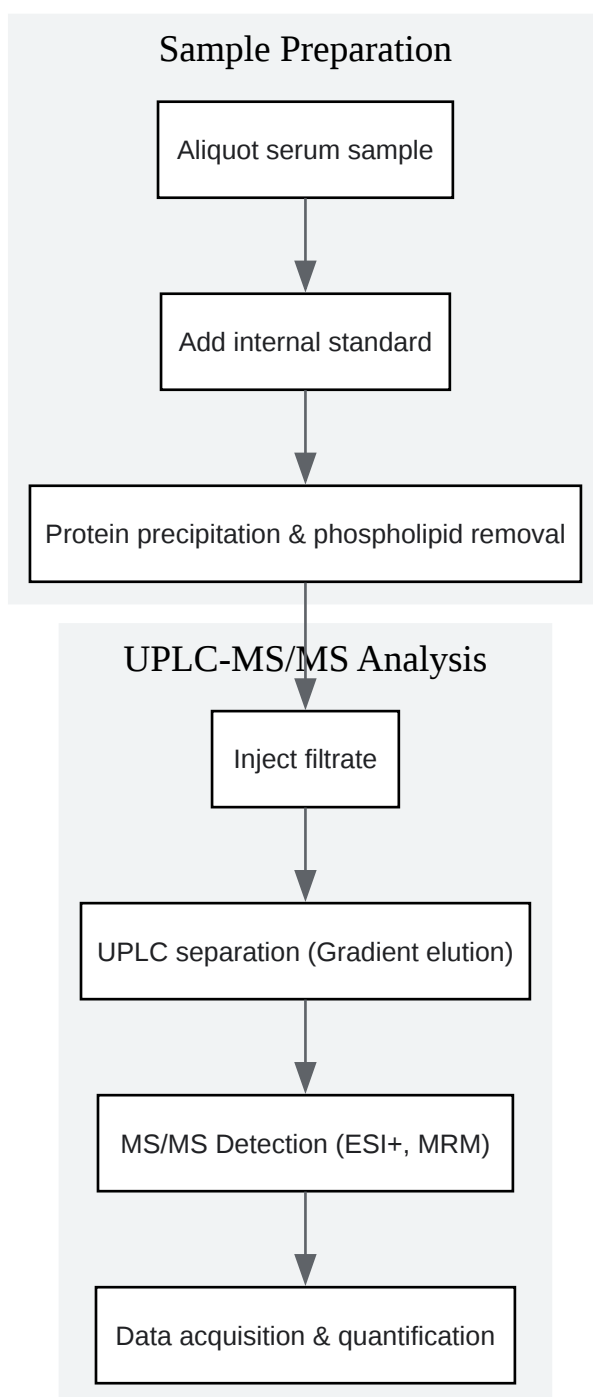 Sample Preparation
Aliquot serum sample
Add internal standard
Protein precipitation & phospholipid removal
UPLC-MS/MS Analysis
Inject filtrate
UPLC separation (Gradient elution)
MS/MS Detection (ESI+, MRM)
Data acquisition & quantification